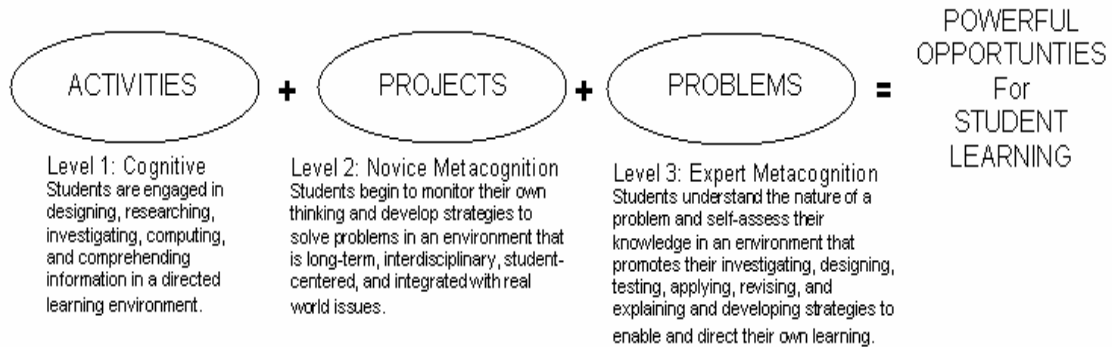 ACTIVITIES
+
PROJECTS
+
PROBLEMS
=
POWERFUL
OPPORTUNTIES
For
STUDENT
LEARNING
Level 1: Cognitive
Students are engaged in
designing, researching,
investigating, computing,
and comprehending
information in a directed
learning environment.
Level 2: Novice Metacognition
Students begin to monitor their own
thinking and develop strategies to
solve problems in an environment that
is long-term, interdisciplinary, student-
centered, and integrated with real
world issues.
Level 3: Expert Metacognition
Students understand the nature of a
problem and self-assess their
knowledge in an environment that
promotes their investigating, designing,
testing, applying, revising, and
explaining and developing strategies to
enable and direct their own learning.